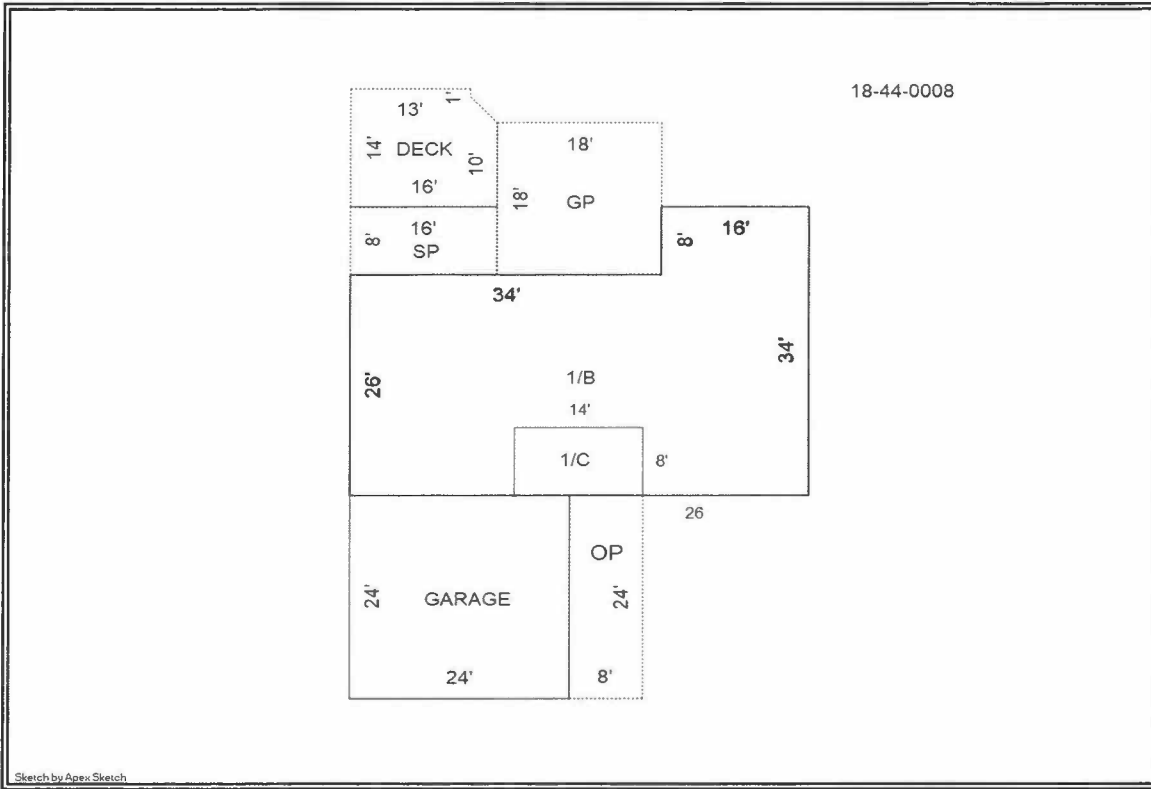 18-44-0008
13'
1'
14'
DECK
10'
16'
18'
18'
GP
16'
8'
SP
8'
16'
34'
26'
34'
1/B
14'
1/C
8'
26
OP
24'
GARAGE
24'
24'
8'
Sketch by Apex Sketch